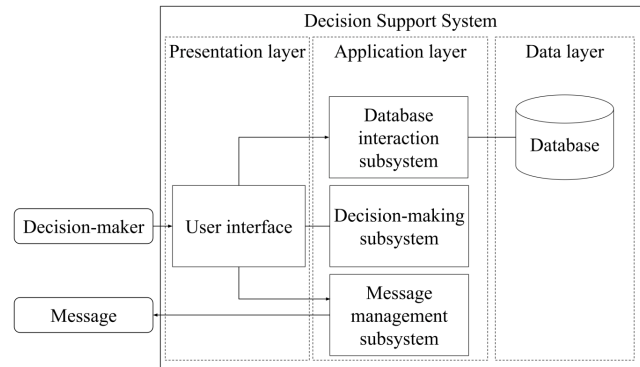 Decision Support System
Presentation layer
Application layer
Data layer
Database
interaction
subsystem
Database
Decision-maker
User interface
Decision-making
subsystem
Message
Message
management
subsystem